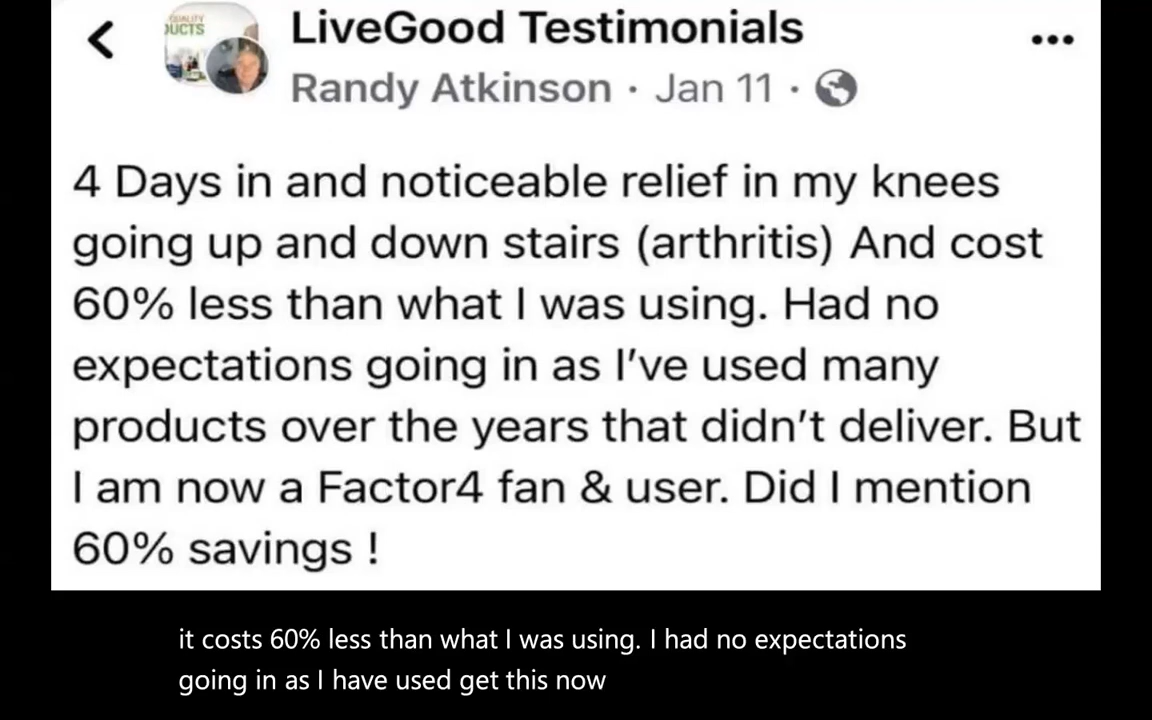 QUALITY
DUCTS
LiveGood Testimonials
Randy Atkinson · Jan 11 ·
4 Days in and noticeable relief in my knees
going up and down stairs (arthritis) And cost
60% less than what I was using. Had no
expectations going in as I've used many
products over the years that didn't deliver. But
I am now a Factor4 fan & user. Did I mention
60% savings !
it costs 60% less than what I was using. I had no expectations
going in as I have used get this now